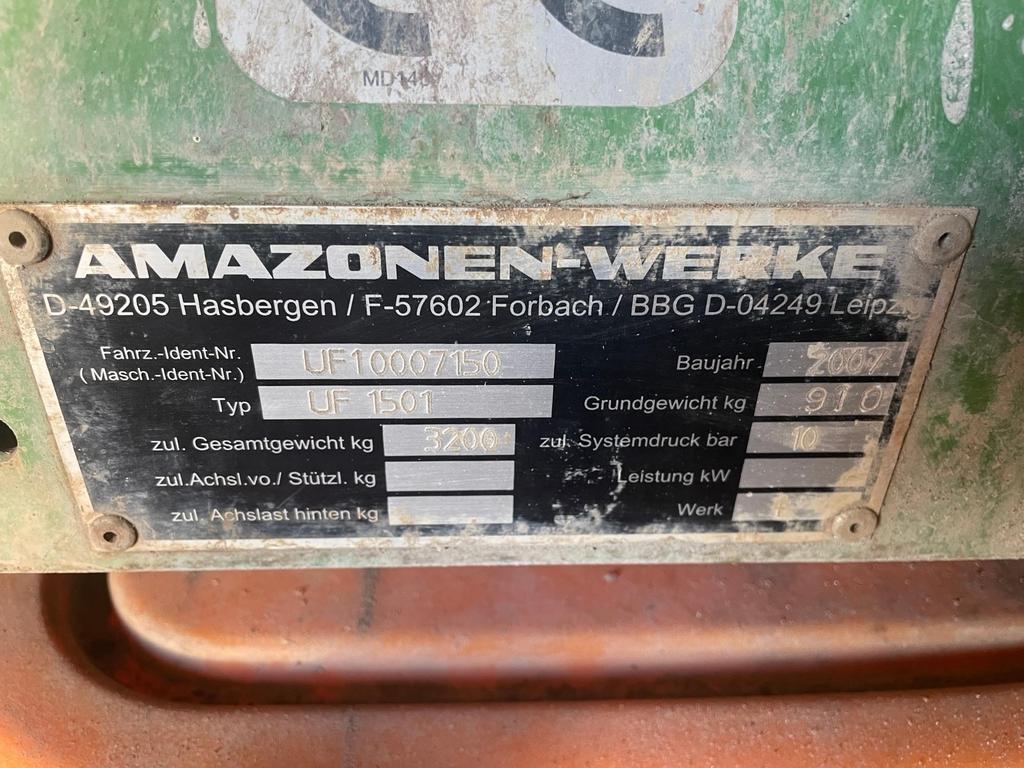 MD14
AMAZONEN-WERKE
D-49205 Hasbergen / F-57602 Forbach / BBG D-04249 Leipzig
Fahrz.-Ident-Nr.
(Masch.-Ident-Nr.) UF10007150 Baujahr 2007
Typ UF 1501 Grundgewicht kg 910
zul. Gesamtgewicht kg 3200 zul. Systemdruck bar 10
zul.Achsl.vo./ Stützl. kg Leistung kW
zul. Achslast hinten kg Werk